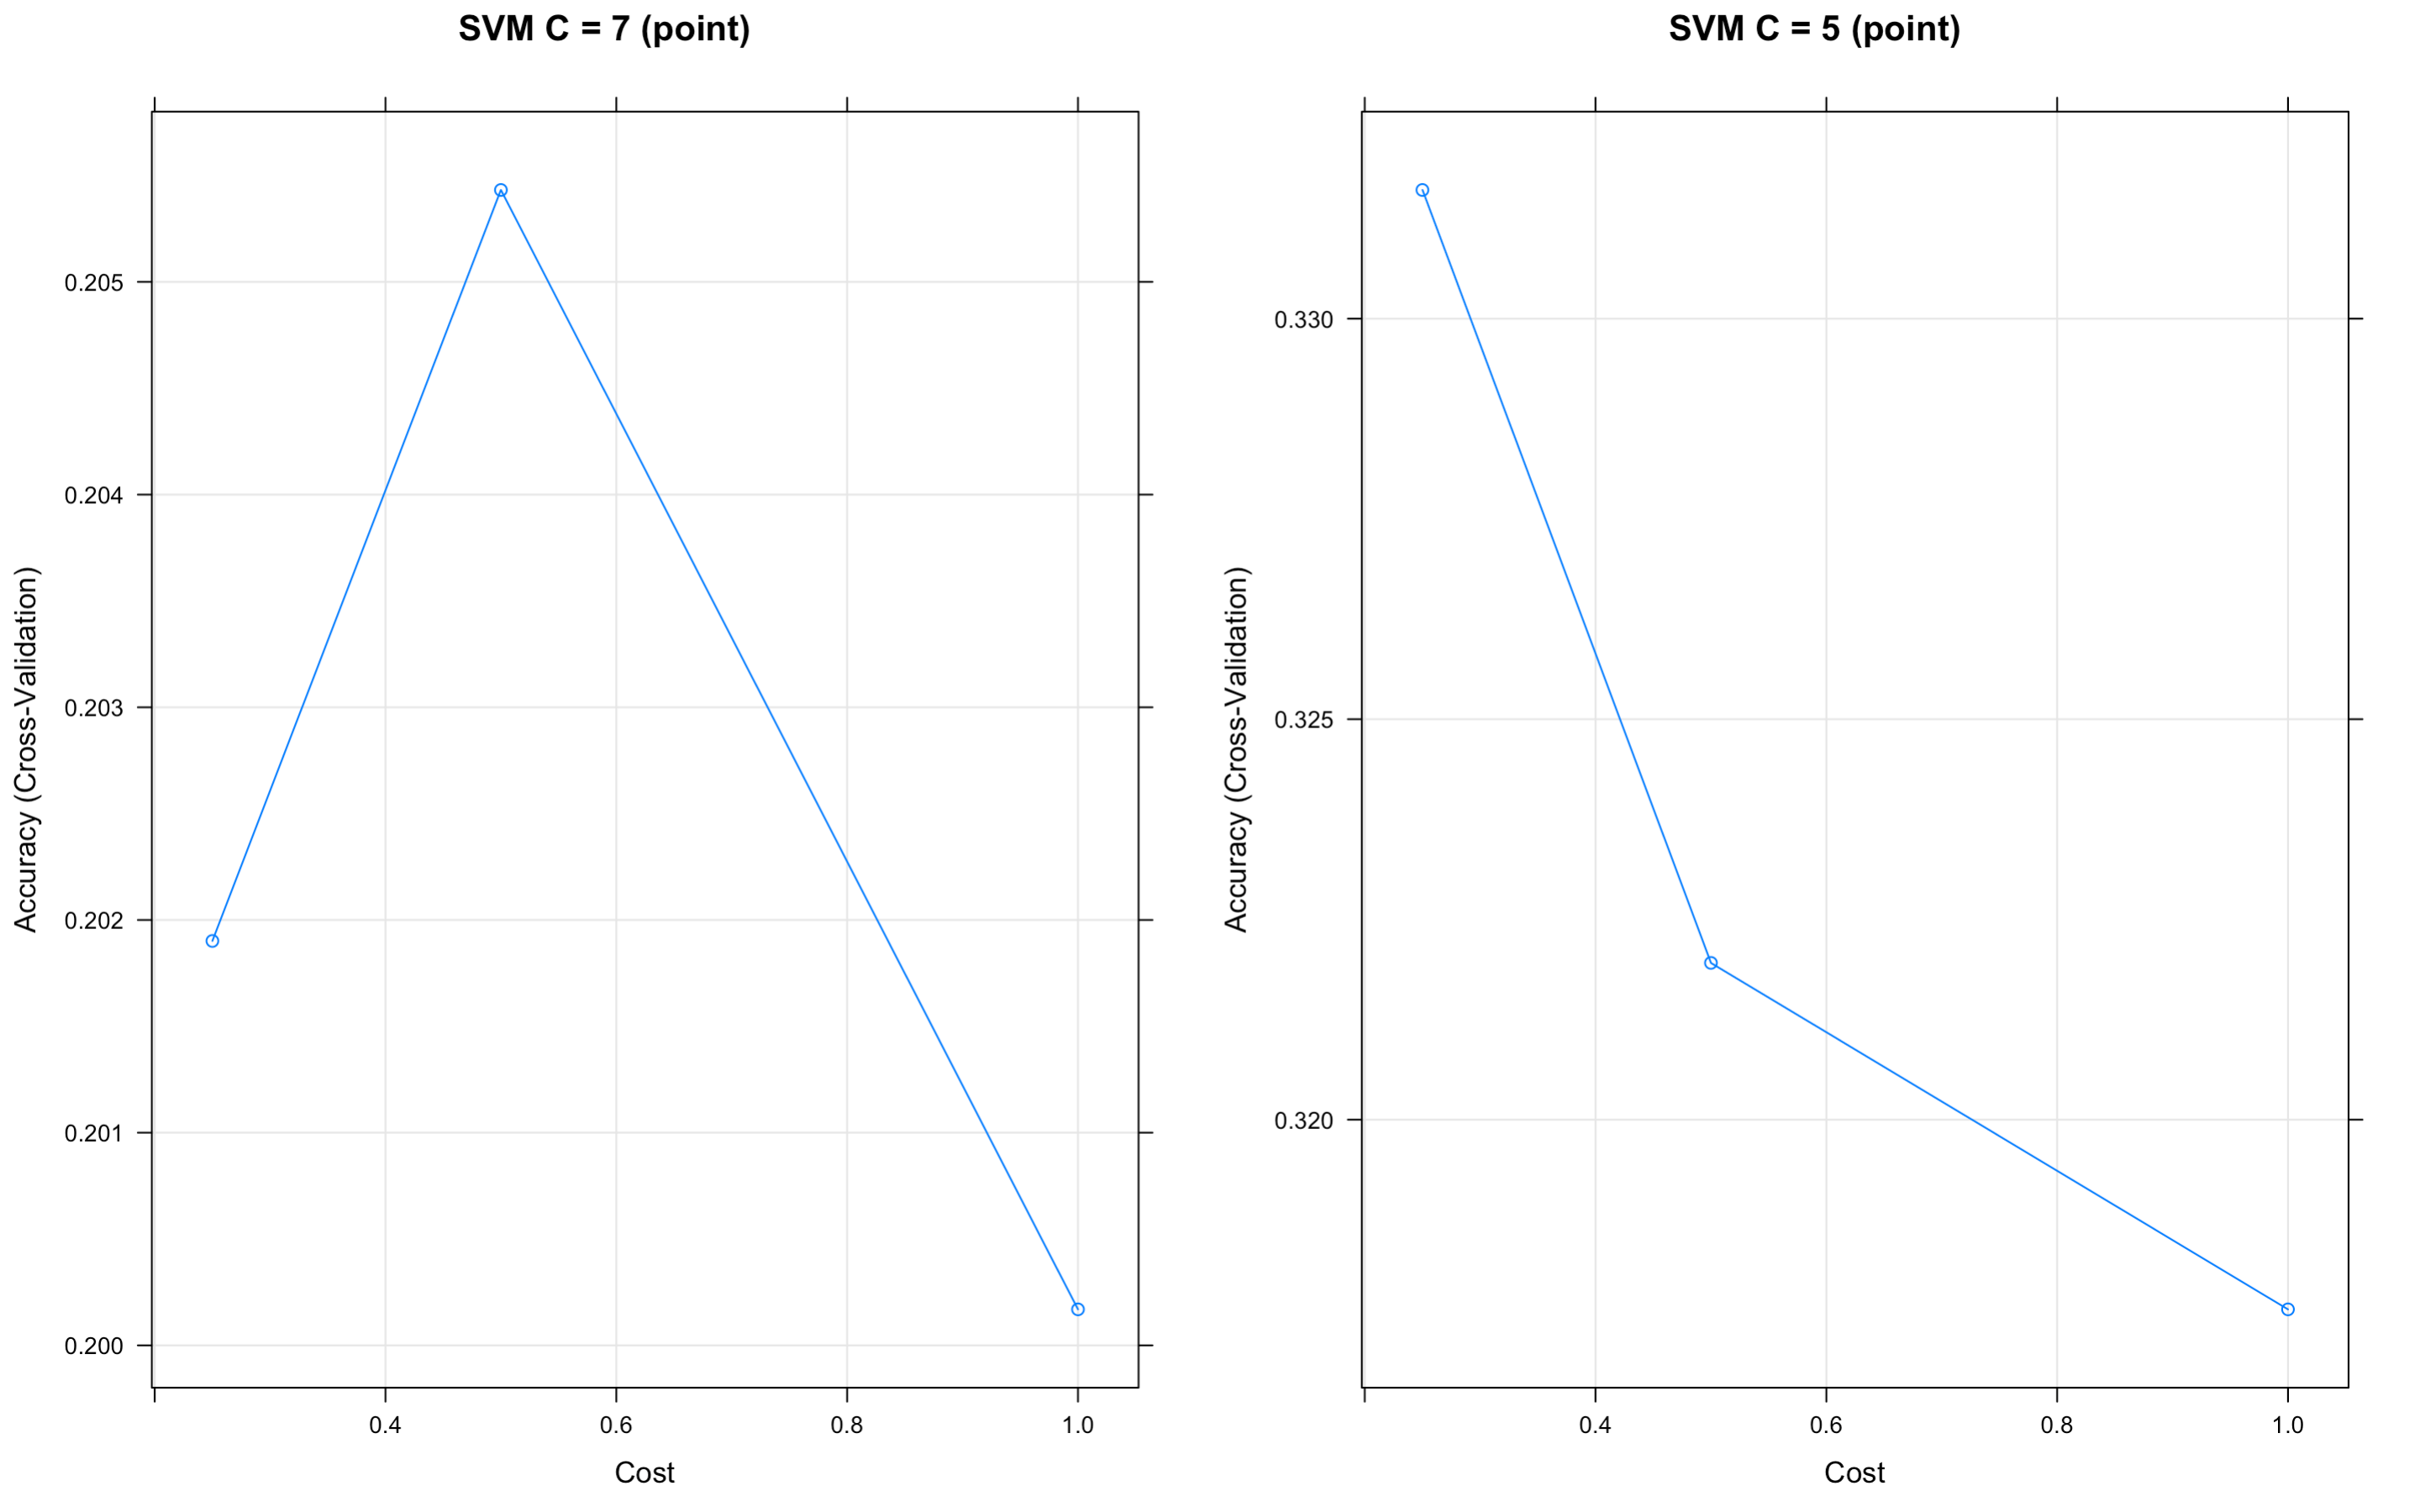 SVM C = 7 (point)
Accuracy (Cross-Validation)
0.205
0.204
0.203
0.202
0.201
0.200
0.4 0.6 0.8 1.0
Cost
SVM C = 5 (point)
Accuracy (Cross-Validation)
0.330
0.325
0.320
0.4 0.6 0.8 1.0
Cost